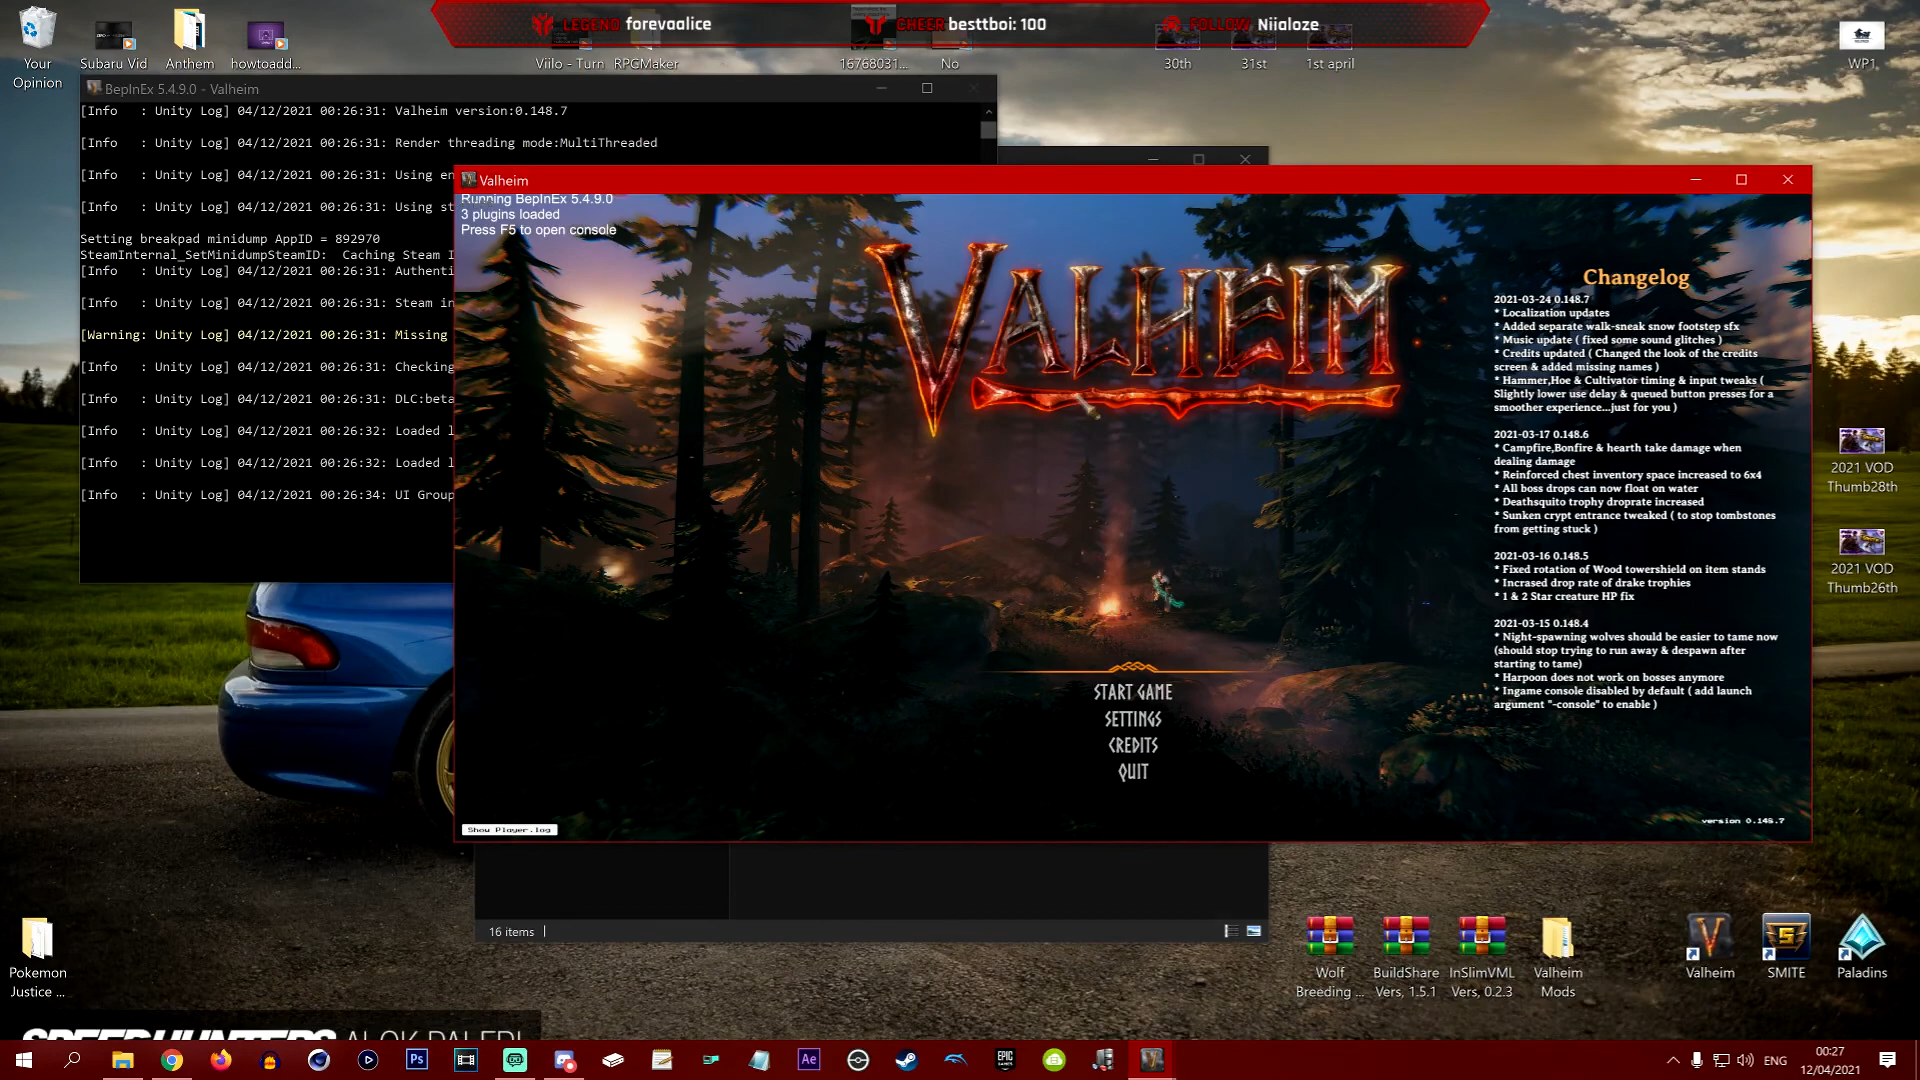 LEGEND forevaalice
CHEER besttboi: 100
FOLLOW Niialoze
Your
Opinion
Subaru Vid
Anthem
howtoadd...
Viilo - Turn
RPGMaker
16768031...
No
30th
31st
1st april
WP1
BepInEx 5.4.9.0 - Valheim
[Info   : Unity Log] 04/12/2021 00:26:31: Valheim version:0.148.7
[Info   : Unity Log] 04/12/2021 00:26:31: Render threading mode:MultiThreaded
[Info   : Unity Log] 04/12/2021 00:26:31: Using en
[Info   : Unity Log] 04/12/2021 00:26:31: Using st
Setting breakpad minidump AppID = 892970
SteamInternal_SetMinidumpSteamID:  Caching Steam I
[Info   : Unity Log] 04/12/2021 00:26:31: Authenti
[Info   : Unity Log] 04/12/2021 00:26:31: Steam in
[Warning: Unity Log] 04/12/2021 00:26:31: Missing
[Info   : Unity Log] 04/12/2021 00:26:31: Checking
[Info   : Unity Log] 04/12/2021 00:26:31: DLC:beta
[Info   : Unity Log] 04/12/2021 00:26:32: Loaded l
[Info   : Unity Log] 04/12/2021 00:26:32: Loaded l
[Info   : Unity Log] 04/12/2021 00:26:34: UI Group
Valheim
Running BepInEx 5.4.9.0
3 plugins loaded
Press F5 to open console
VALHEIM
START GAME
SETTINGS
CREDITS
QUIT
Changelog
2021-03-24 0.148.7
* Localization updates
* Added separate walk-sneak snow footstep sfx
* Music update ( fixed some sound glitches )
* Credits updated ( Changed the look of the credits
screen & added missing names )
* Hammer,Hoe & Cultivator timing & input tweaks (
Slightly lower use delay & queued button presses for a
smoother experience...just for you )
2021-03-17 0.148.6
* Campfire,Bonfire & hearth take damage when
dealing damage
* Reinforced chest inventory space increased to 6x4
* All boss drops can now float on water
* Deathsquito trophy droprate increased
* Sunken crypt entrance tweaked ( to stop tombstones
from getting stuck )
2021-03-16 0.148.5
* Fixed rotation of Wood towershield on item stands
* Incrased drop rate of drake trophies
* 1 & 2 Star creature HP fix
2021-03-15 0.148.4
* Night-spawning wolves should be easier to tame now
(should stop trying to run away & despawn after
starting to tame)
* Harpoon does not work on bosses anymore
* Ingame console disabled by default ( add launch
argument "-console" to enable )
Show Player.log
version 0.148.7
2021 VOD
Thumb28th
2021 VOD
Thumb26th
16 items
Pokemon
Justice ...
Wolf
Breeding ...
BuildShare
Vers, 1.5.1
InSlimVML
Vers, 0.2.3
Valheim
Mods
Valheim
SMITE
Paladins
SPEEDHUNTERS
Ps
Ae
EPIC
GAMES
ENG
00:27
12/04/2021